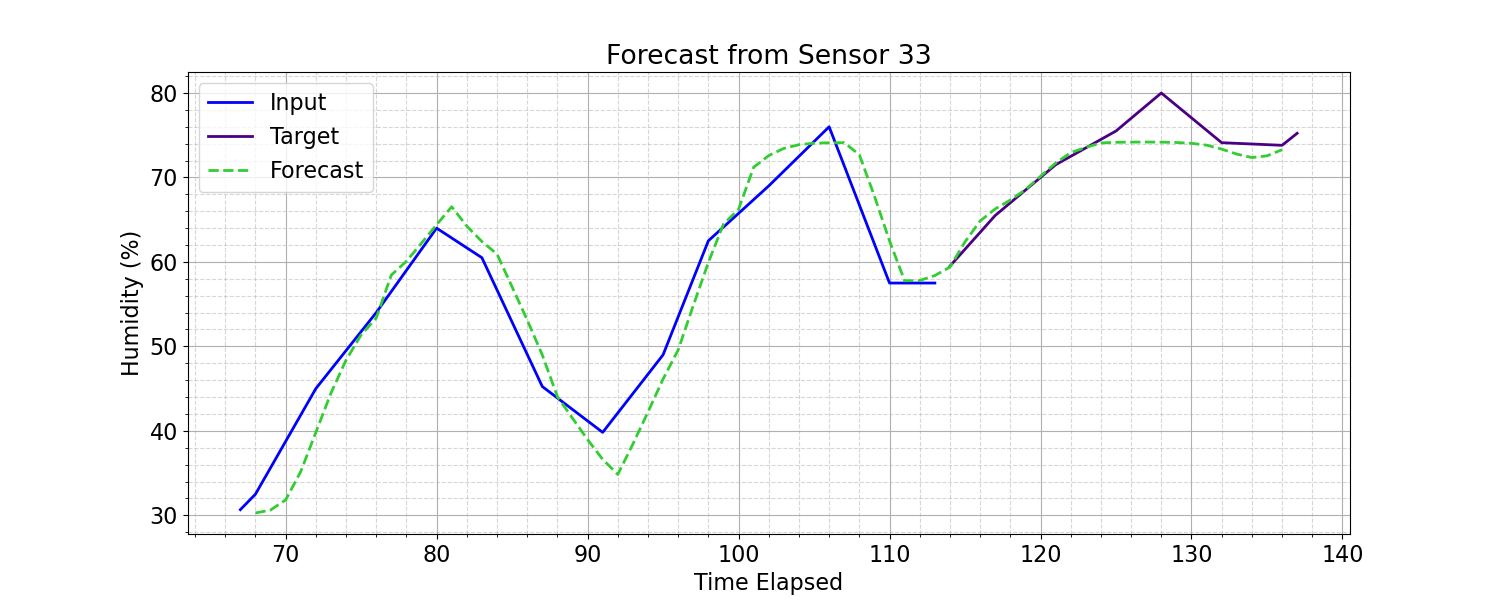 Forecast from Sensor 33
Input
Target
Forecast
Humidity (%)
80
70
60
50
40
30
70 80 90 100 110 120 130 140
Time Elapsed